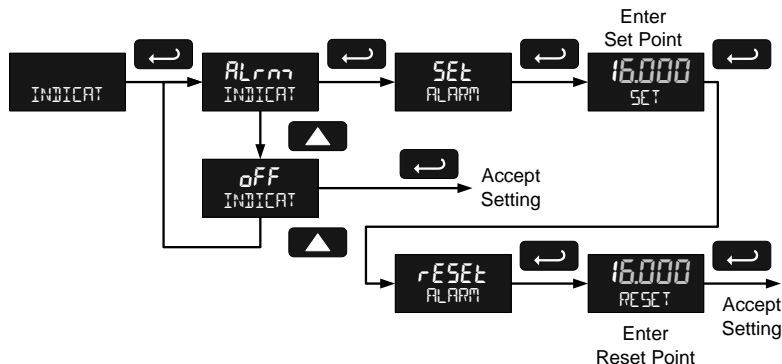 Enter
Set Point
INDICAT
ALrm
INDICAT
SEt
ALARM
16.000
SET
oFF
INDICAT
Accept
Setting
rESEt
ALARM
16.000
RESET
Accept
Setting
Enter
Reset Point